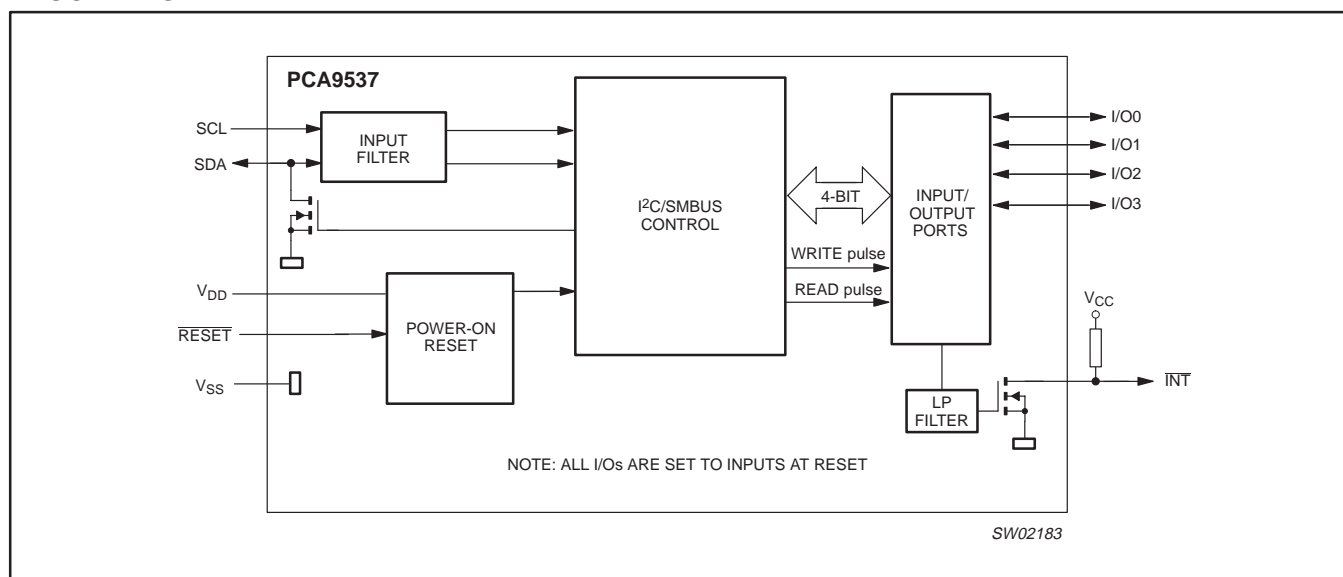 PCA9537
SCL
SDA
INPUT
FILTER
I²C/SMBUS
CONTROL
4-BIT
INPUT/
OUTPUT
PORTS
I/O0
I/O1
I/O2
I/O3
WRITE pulse
READ pulse
VDD
RESET
VSS
POWER-ON
RESET
VCC
INT
LP
FILTER
NOTE: ALL I/Os ARE SET TO INPUTS AT RESET
SW02183